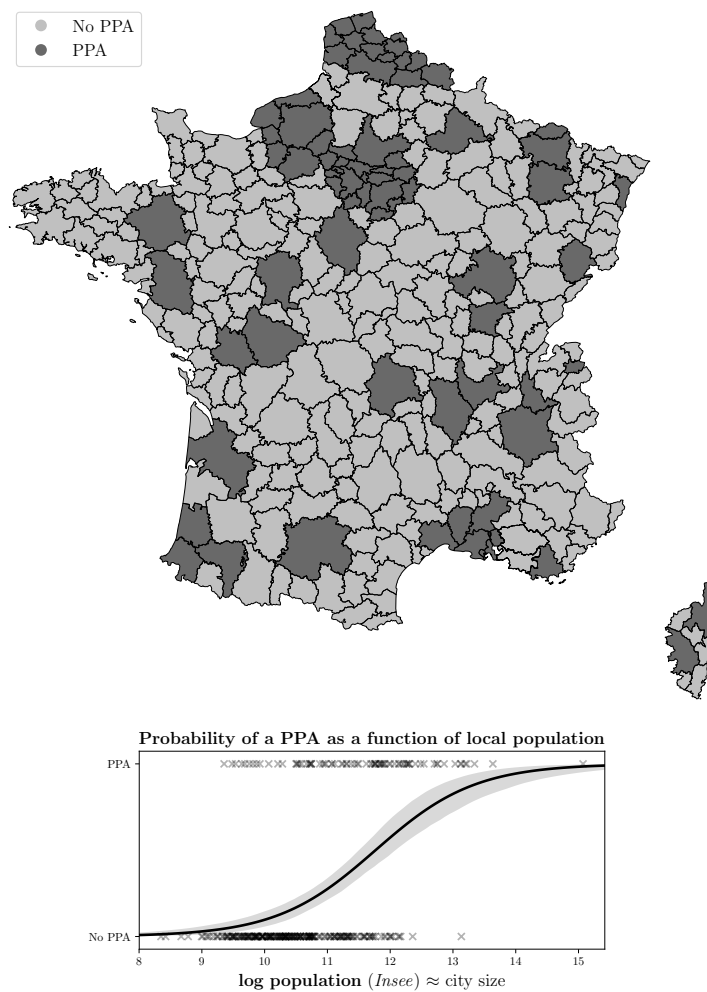 No PPA
PPA
Probability of a PPA as a function of local population
PPA
No PPA
8 9 10 11 12 13 14 15
log population (Insee) ≈ city size